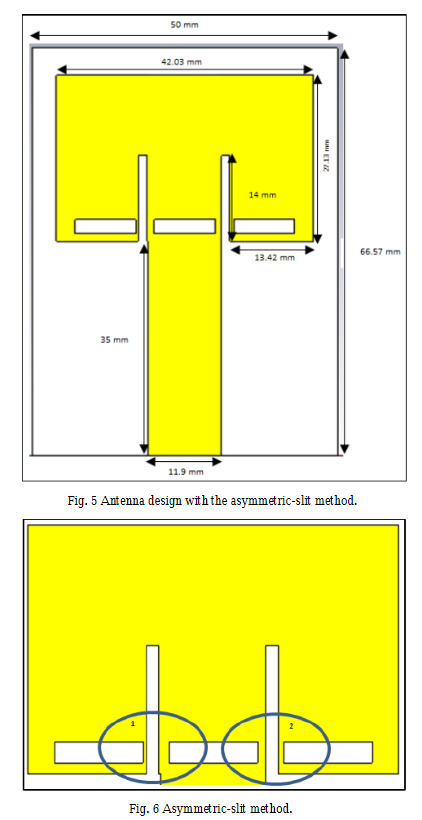 50 mm
42.03 mm
27.13 mm
14 mm
13.42 mm
66.57 mm
35 mm
11.9 mm
Fig. 5 Antenna design with the asymmetric-slit method.
1
2
Fig. 6 Asymmetric-slit method.